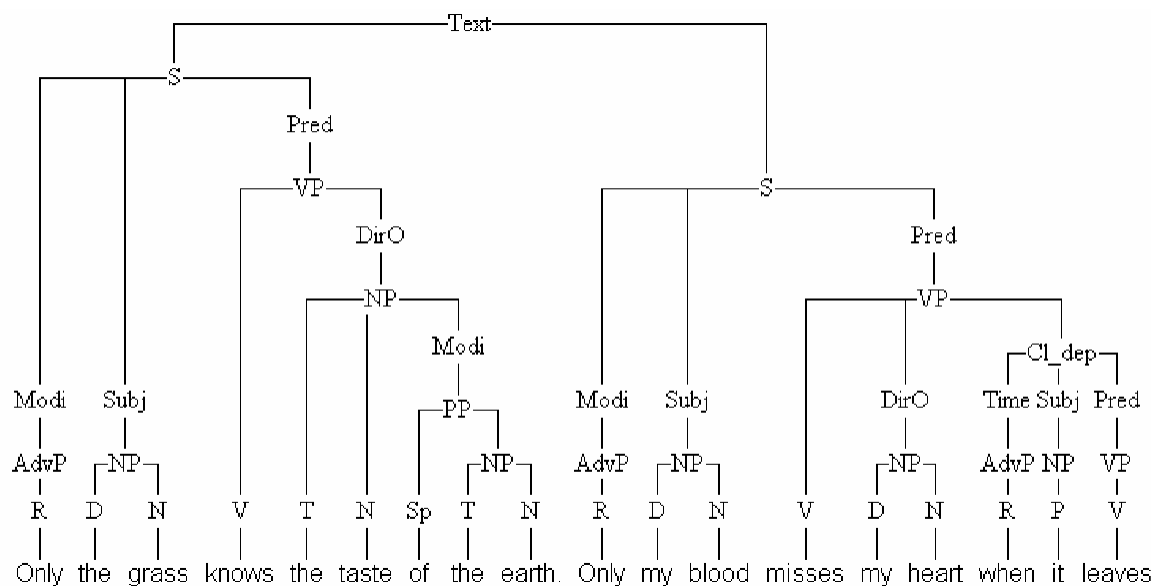 Text
S
Pred
VP S
DirO Pred
NP VP
Modi Cl_dep
Modi Subj PP Modi Subj DirO Time Subj Pred
AdvP NP NP AdvP NP NP AdvP NP VP
R D N V T N Sp T N R D N V D N R P V
Only the grass knows the taste of the earth. Only my blood misses my heart when it leaves